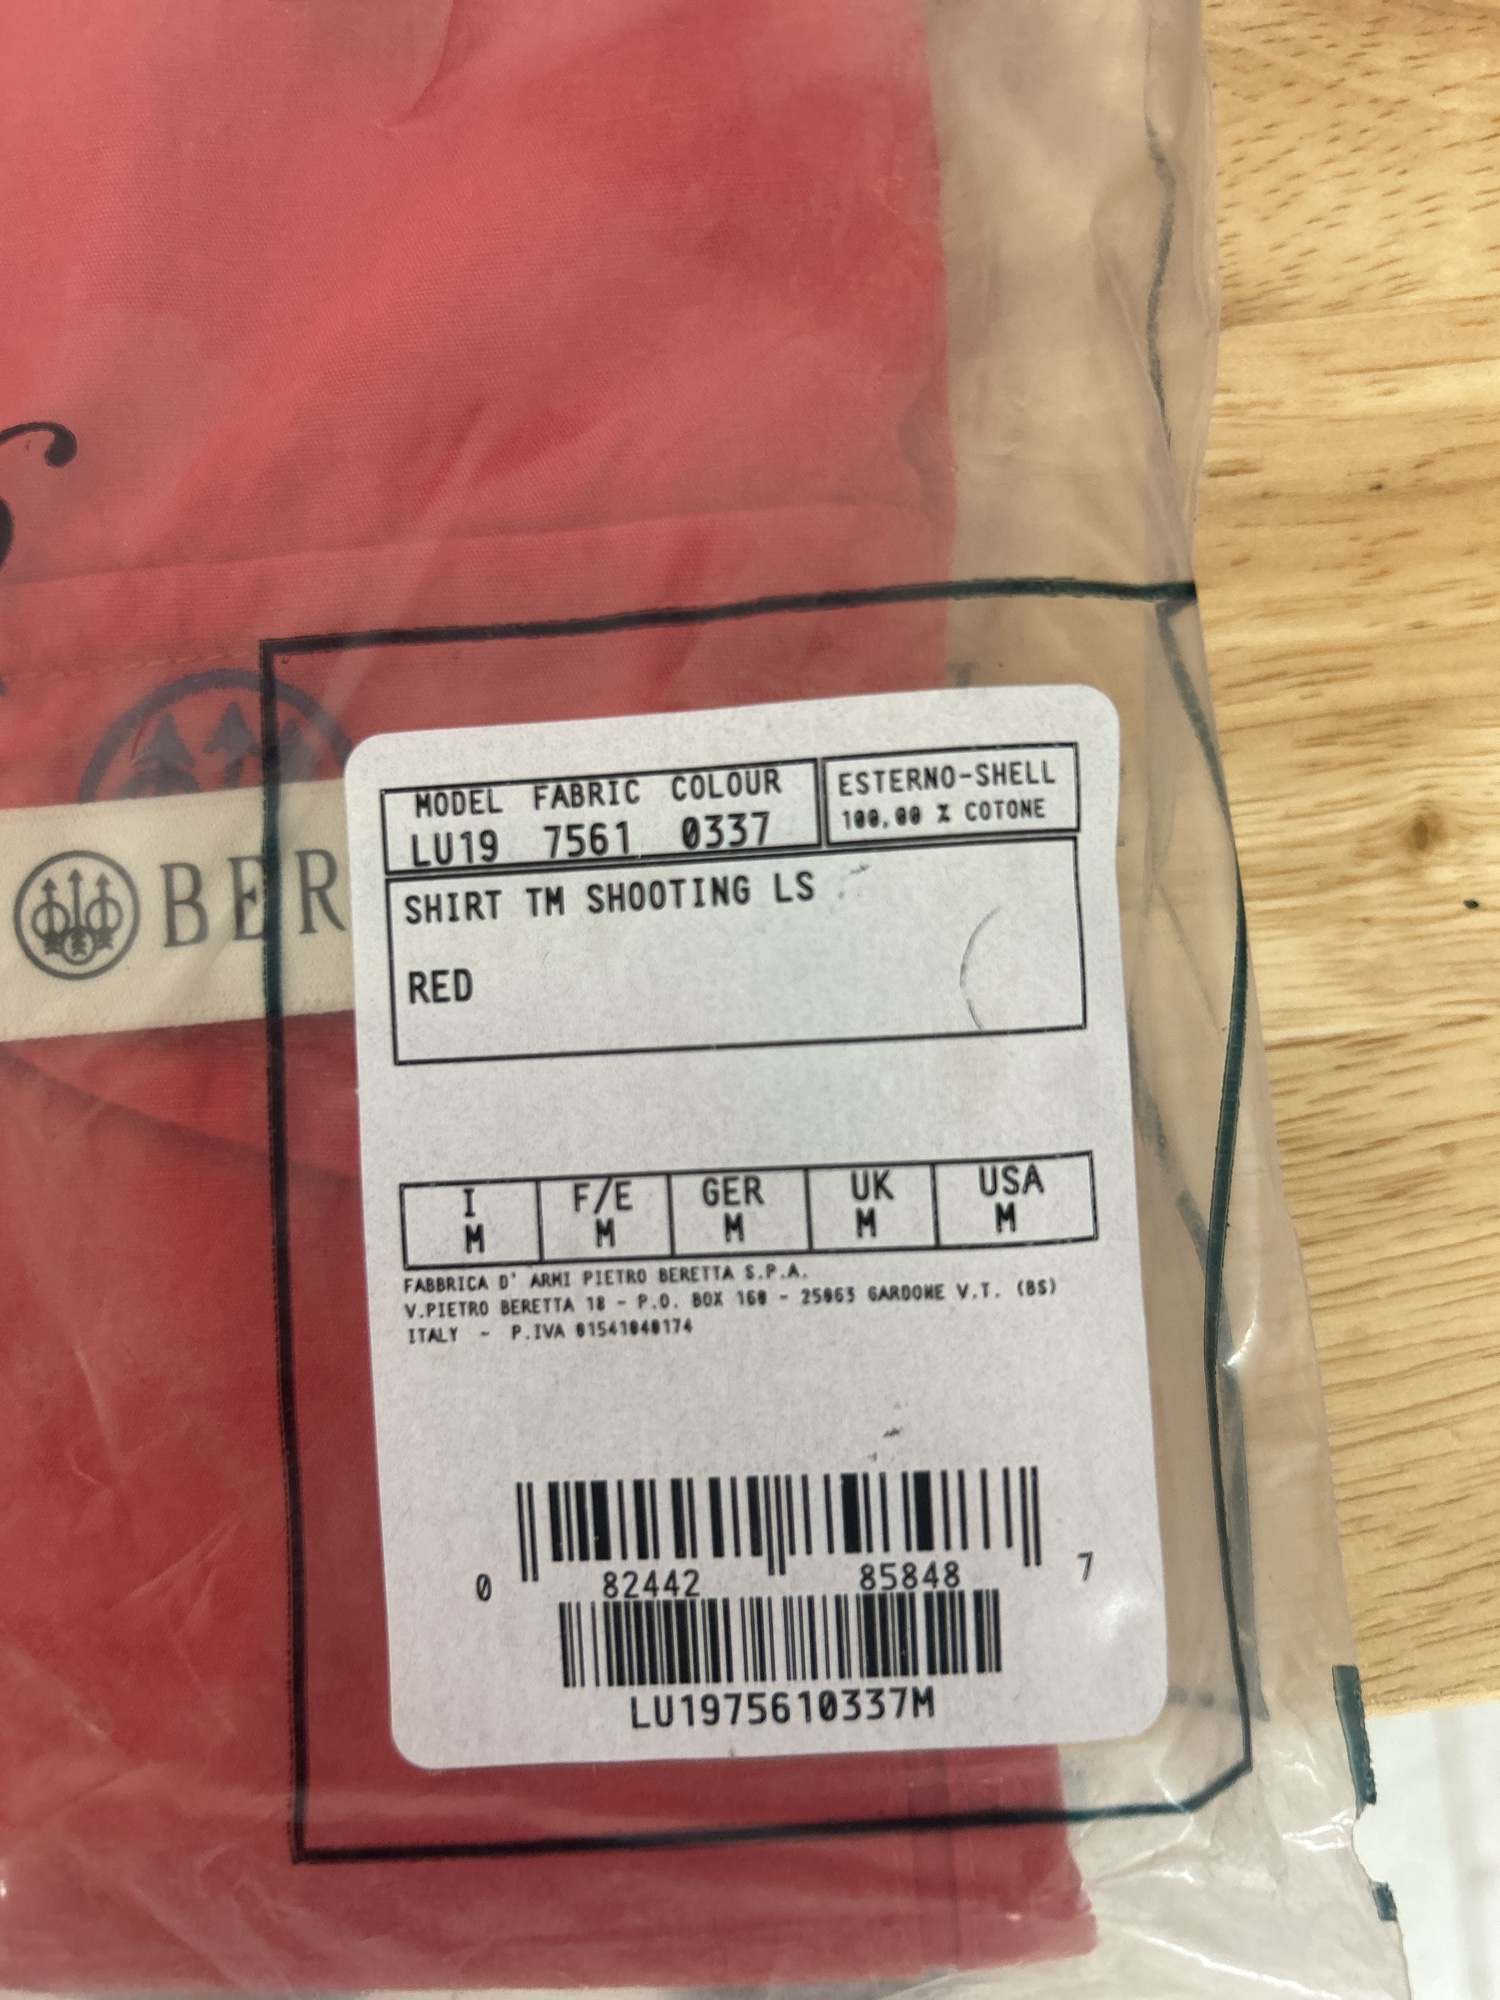 MODEL FABRIC COLOUR
LU19 7561 0337
ESTERNO-SHELL
100,00 % COTONE
SHIRT TM SHOOTING LS
RED
BER
I F/E GER UK USA
M M M M M
FABBRICA D' ARMI PIETRO BERETTA S.P.A.
V.PIETRO BERETTA 18 - P.O. BOX 160 - 25063 GARDONE V.T. (BS)
ITALY - P.IVA 01541040174
0 82442 85848 7
LU1975610337M